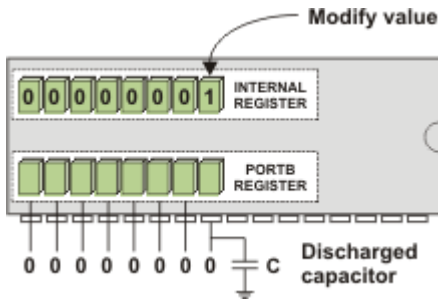 Modify value
0 0 0 0 0 0 0 1 INTERNAL
REGISTER
PORTB
REGISTER
0 0 0 0 0 0 0 0 C Discharged
capacitor